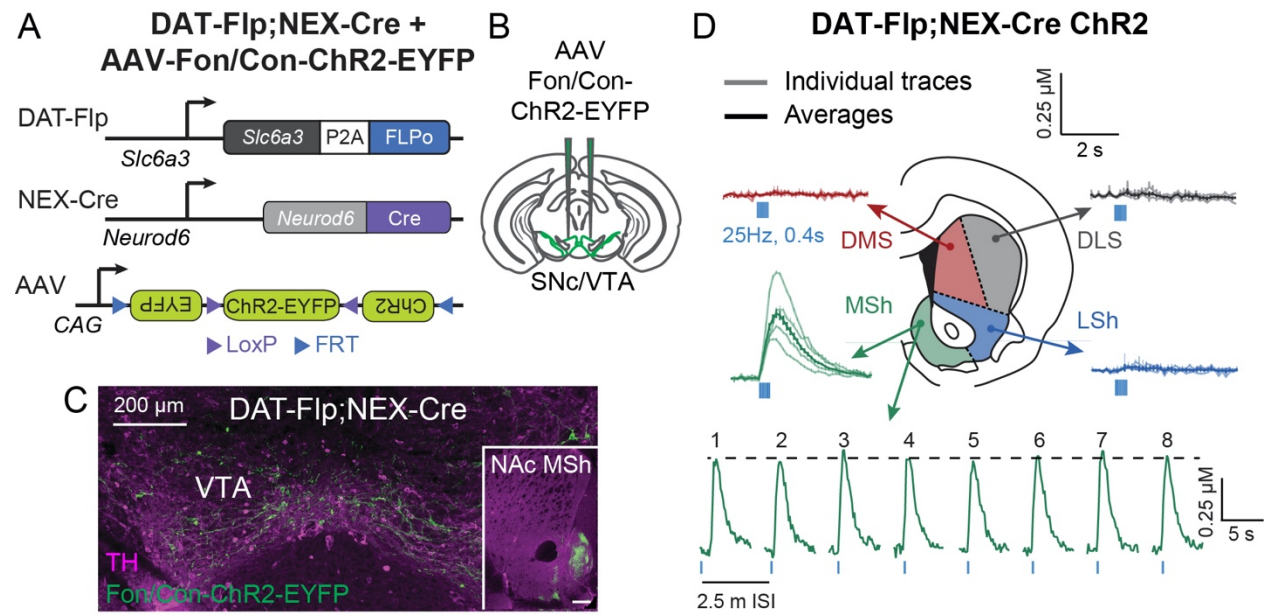 A
DAT-Flp;NEX-Cre +
AAV-Fon/Con-ChR2-EYFP
DAT-Flp
Slc6a3
P2A
FLPo
Slc6a3
NEX-Cre
Neurod6
Cre
Neurod6
AAV
EYFP
ChR2-EYFP
ChR2
CAG
LoxP
FRT
B
AAV
Fon/Con-
ChR2-EYFP
SNc/VTA
C
200 µm
DAT-Flp;NEX-Cre
VTA
NAc MSh
TH
Fon/Con-ChR2-EYFP
D
DAT-Flp;NEX-Cre ChR2
Individual traces
Averages
0.25 µM
2 s
25Hz, 0.4s
DMS
DLS
MSh
LSh
1 2 3 4 5 6 7 8
0.25 µM
5 s
2.5 m ISI